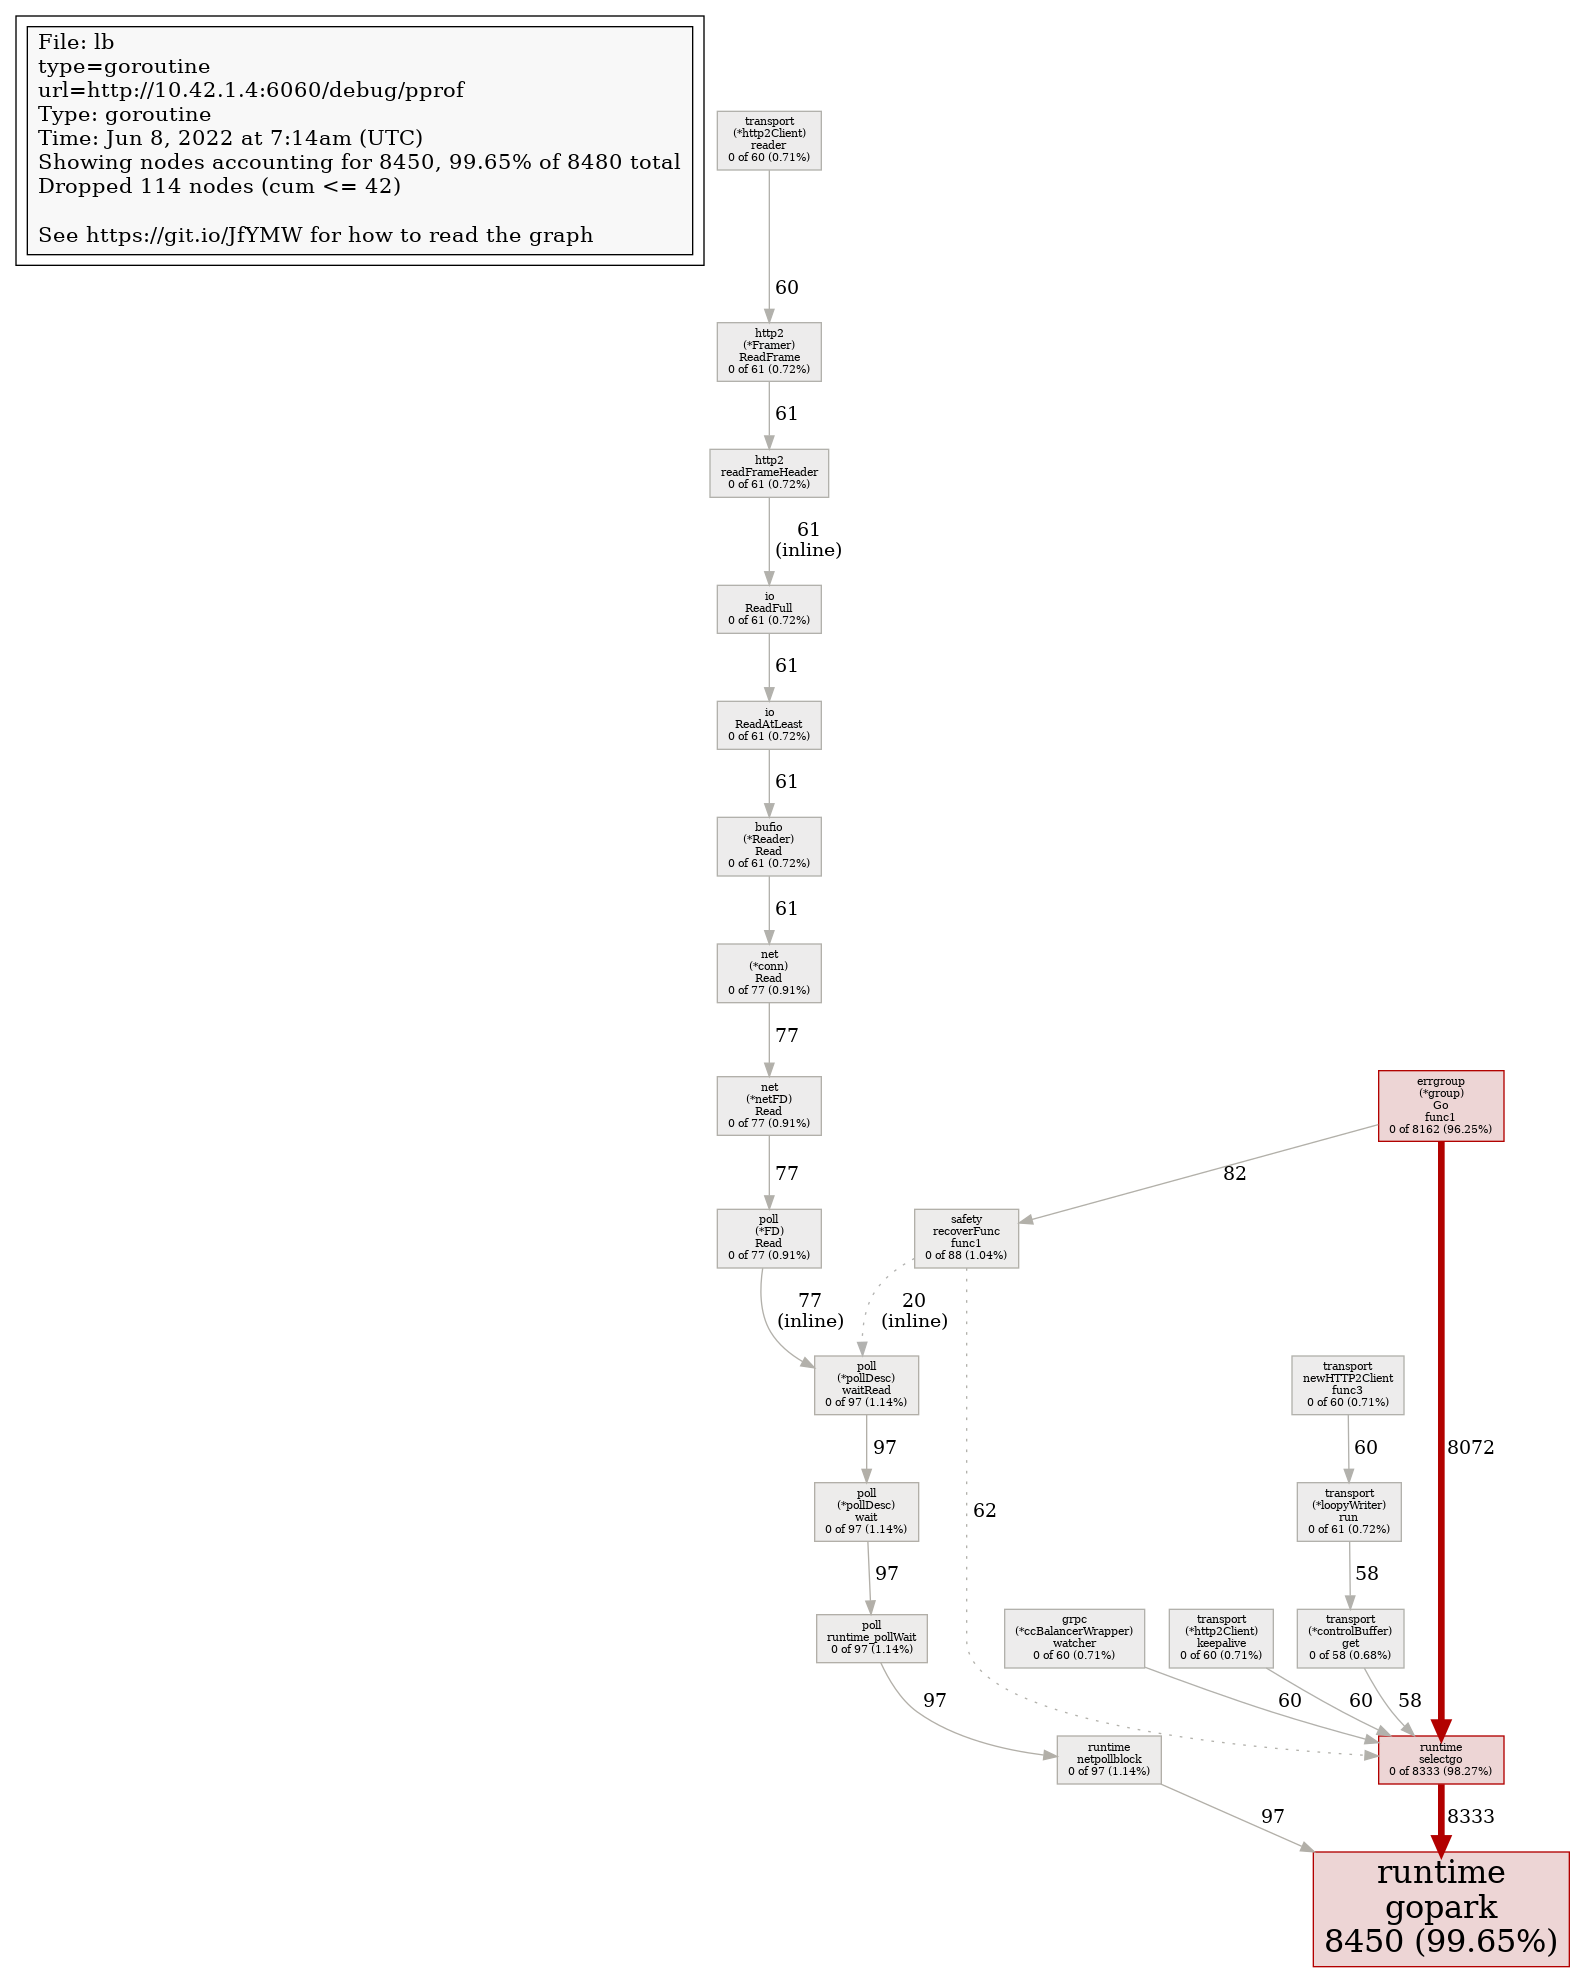 File: lb
type=goroutine
url=http://10.42.1.4:6060/debug/pprof
Type: goroutine
Time: Jun 8, 2022 at 7:14am (UTC)
Showing nodes accounting for 8450, 99.65% of 8480 total
Dropped 114 nodes (cum <= 42)
See https://git.io/JfYMW for how to read the graph
transport
(*http2Client)
reader
0 of 60 (0.71%)
60
http2
(*Framer)
ReadFrame
0 of 61 (0.72%)
61
http2
readFrameHeader
0 of 61 (0.72%)
61
(inline)
io
ReadFull
0 of 61 (0.72%)
61
io
ReadAtLeast
0 of 61 (0.72%)
61
bufio
(*Reader)
Read
0 of 61 (0.72%)
61
net
(*conn)
Read
0 of 77 (0.91%)
77
net
(*netFD)
Read
0 of 77 (0.91%)
77
poll
(*FD)
Read
0 of 77 (0.91%)
77
(inline)
errgroup
(*group)
Go
func1
0 of 8162 (96.25%)
82
safety
recoverFunc
func1
0 of 88 (1.04%)
20
(inline)
62
8072
poll
(*pollDesc)
waitRead
0 of 97 (1.14%)
97
poll
(*pollDesc)
wait
0 of 97 (1.14%)
97
poll
runtime_pollWait
0 of 97 (1.14%)
97
transport
newHTTP2Client
func3
0 of 60 (0.71%)
60
transport
(*loopyWriter)
run
0 of 61 (0.72%)
58
grpc
(*ccBalancerWrapper)
watcher
0 of 60 (0.71%)
60
transport
(*http2Client)
keepalive
0 of 60 (0.71%)
60
transport
(*controlBuffer)
get
0 of 58 (0.68%)
58
runtime
netpollblock
0 of 97 (1.14%)
97
runtime
selectgo
0 of 8333 (98.27%)
8333
runtime
gopark
8450 (99.65%)